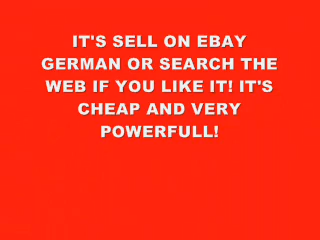 IT'S SELL ON EBAY
GERMAN OR SEARCH THE
WEB IF YOU LIKE IT! IT'S
CHEAP AND VERY
POWERFULL!